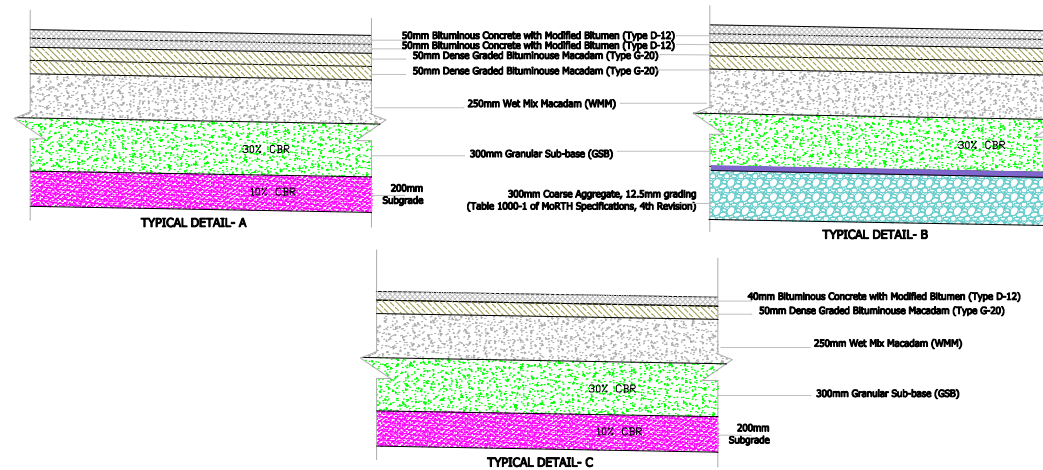 50mm Bituminous Concrete with Modified Bitumen (Type D-12)
50mm Bituminous Concrete with Modified Bitumen (Type D-12)
50mm Dense Graded Bituminouse Macadam (Type G-20)
50mm Dense Graded Bituminouse Macadam (Type G-20)
250mm Wet Mix Macadam (WMM)
30% CBR
300mm Granular Sub-base (GSB)
30% CBR
10% CBR
200mm
Subgrade
300mm Coarse Aggregate, 12.5mm grading
(Table 1000-1 of MoRTH Specifications, 4th Revision)
TYPICAL DETAIL- A
TYPICAL DETAIL- B
40mm Bituminous Concrete with Modified Bitumen (Type D-12)
50mm Dense Graded Bituminouse Macadam (Type G-20)
250mm Wet Mix Macadam (WMM)
30% CBR
300mm Granular Sub-base (GSB)
10% CBR
200mm
Subgrade
TYPICAL DETAIL- C